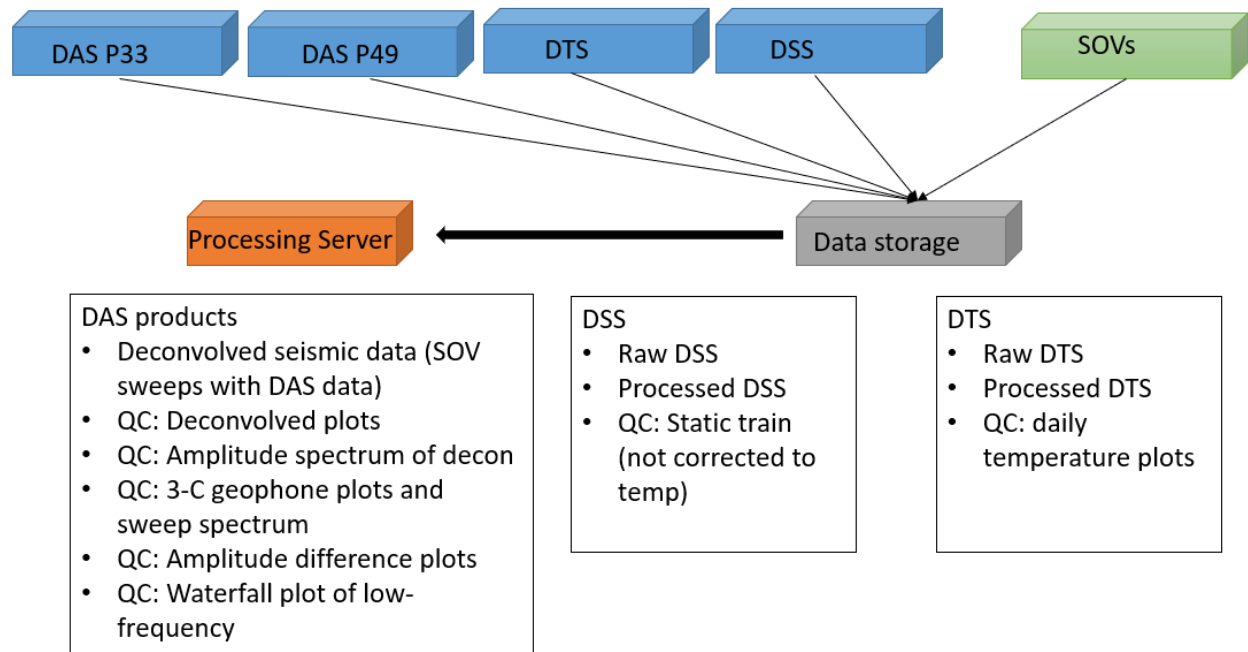 DAS P33
DAS P49
DTS
DSS
SOVs
Processing Server
Data storage
DAS products
• Deconvolved seismic data (SOV
sweeps with DAS data)
• QC: Deconvolved plots
• QC: Amplitude spectrum of decon
• QC: 3-C geophone plots and
sweep spectrum
• QC: Amplitude difference plots
• QC: Waterfall plot of low-
frequency
DSS
• Raw DSS
• Processed DSS
• QC: Static train
(not corrected to
temp)
DTS
• Raw DTS
• Processed DTS
• QC: daily
temperature plots